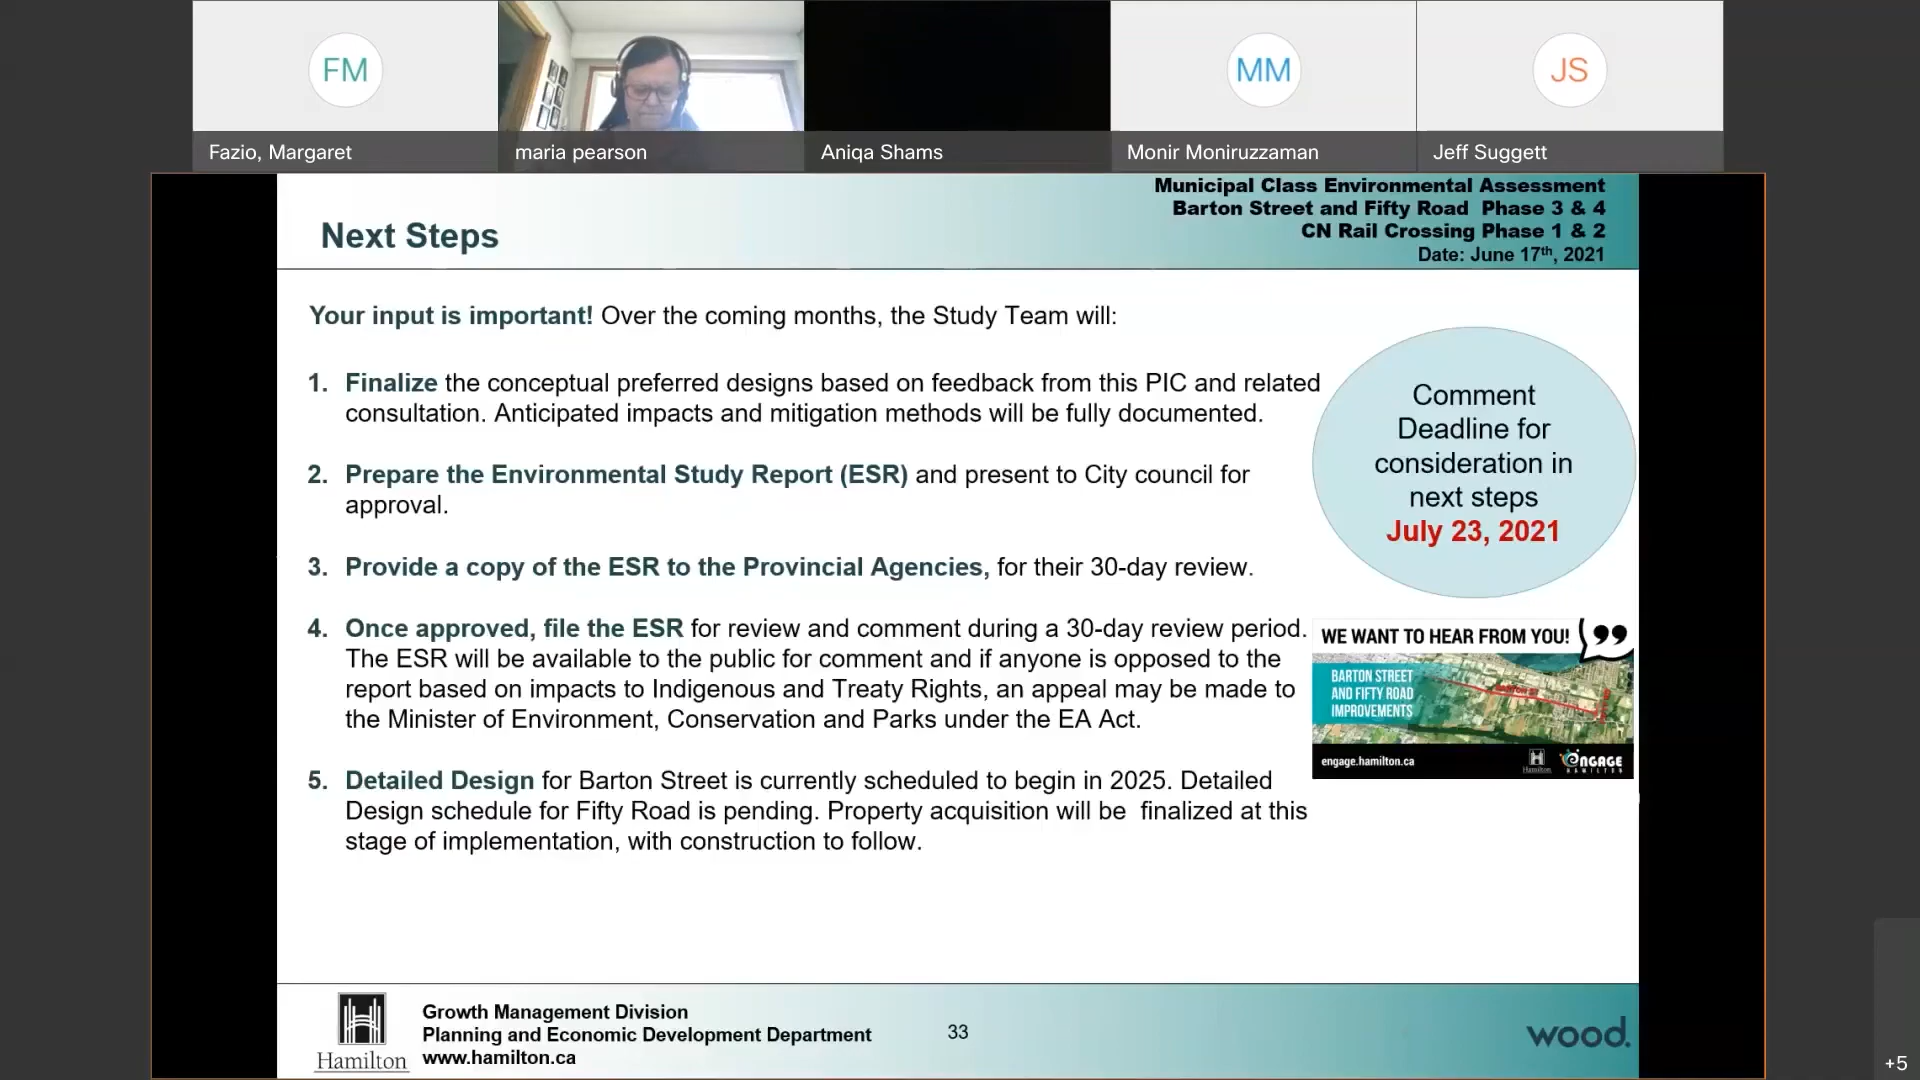 FM
MM
JS
Fazio, Margaret
maria pearson
Aniqa Shams
Monir Moniruzzaman
Jeff Suggett
Municipal Class Environmental Assessment
Barton Street and Fifty Road Phase 3 & 4
CN Rail Crossing Phase 1 & 2
Date: June 17th, 2021
Next Steps
Your input is important! Over the coming months, the Study Team will:
1. Finalize the conceptual preferred designs based on feedback from this PIC and related
consultation. Anticipated impacts and mitigation methods will be fully documented.
2. Prepare the Environmental Study Report (ESR) and present to City council for
approval.
3. Provide a copy of the ESR to the Provincial Agencies, for their 30-day review.
4. Once approved, file the ESR for review and comment during a 30-day review period.
The ESR will be available to the public for comment and if anyone is opposed to the
report based on impacts to Indigenous and Treaty Rights, an appeal may be made to
the Minister of Environment, Conservation and Parks under the EA Act.
5. Detailed Design for Barton Street is currently scheduled to begin in 2025. Detailed
Design schedule for Fifty Road is pending. Property acquisition will be finalized at this
stage of implementation, with construction to follow.
Comment
Deadline for
consideration in
next steps
July 23, 2021
WE WANT TO HEAR FROM YOU!
BARTON STREET
AND FIFTY ROAD
IMPROVEMENTS
BARTON ST
engage.hamilton.ca
Hamilton
ENGAGE
HAMILTON
Hamilton
Growth Management Division
Planning and Economic Development Department
www.hamilton.ca
33
wood.
+5